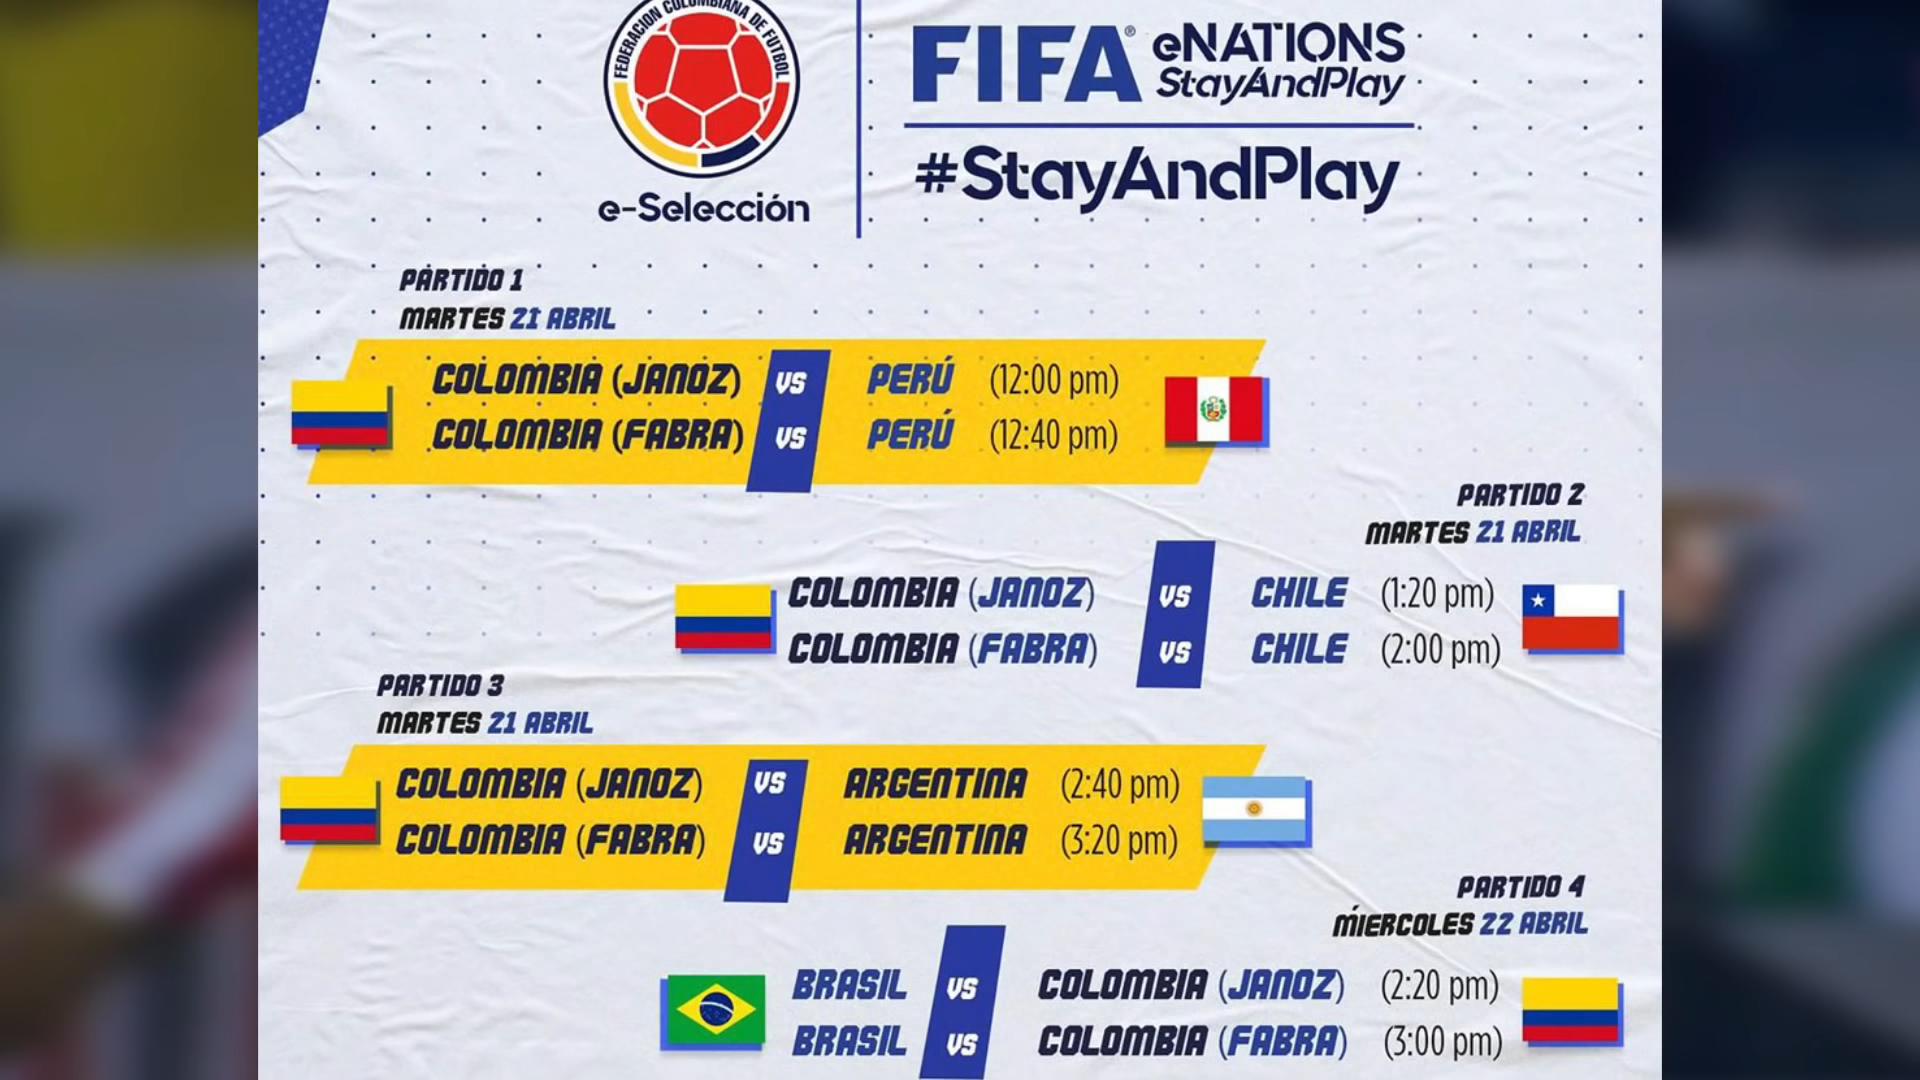 FEDERACION COLOMBIANA DE FUTBOL
e-Selección
FIFA® eNATIONS
StayAndPlay
#StayAndPlay
PARTIDO 1
MARTES 21 ABRIL
COLOMBIA (JANOZ) VS PERÚ (12:00 pm)
COLOMBIA (FABRA) VS PERÚ (12:40 pm)
PARTIDO 2
MARTES 21 ABRIL
COLOMBIA (JANOZ) VS CHILE (1:20 pm)
COLOMBIA (FABRA) VS CHILE (2:00 pm)
PARTIDO 3
MARTES 21 ABRIL
COLOMBIA (JANOZ) VS ARGENTINA (2:40 pm)
COLOMBIA (FABRA) VS ARGENTINA (3:20 pm)
PARTIDO 4
MIERCOLES 22 ABRIL
BRASIL VS COLOMBIA (JANOZ) (2:20 pm)
BRASIL VS COLOMBIA (FABRA) (3:00 pm)